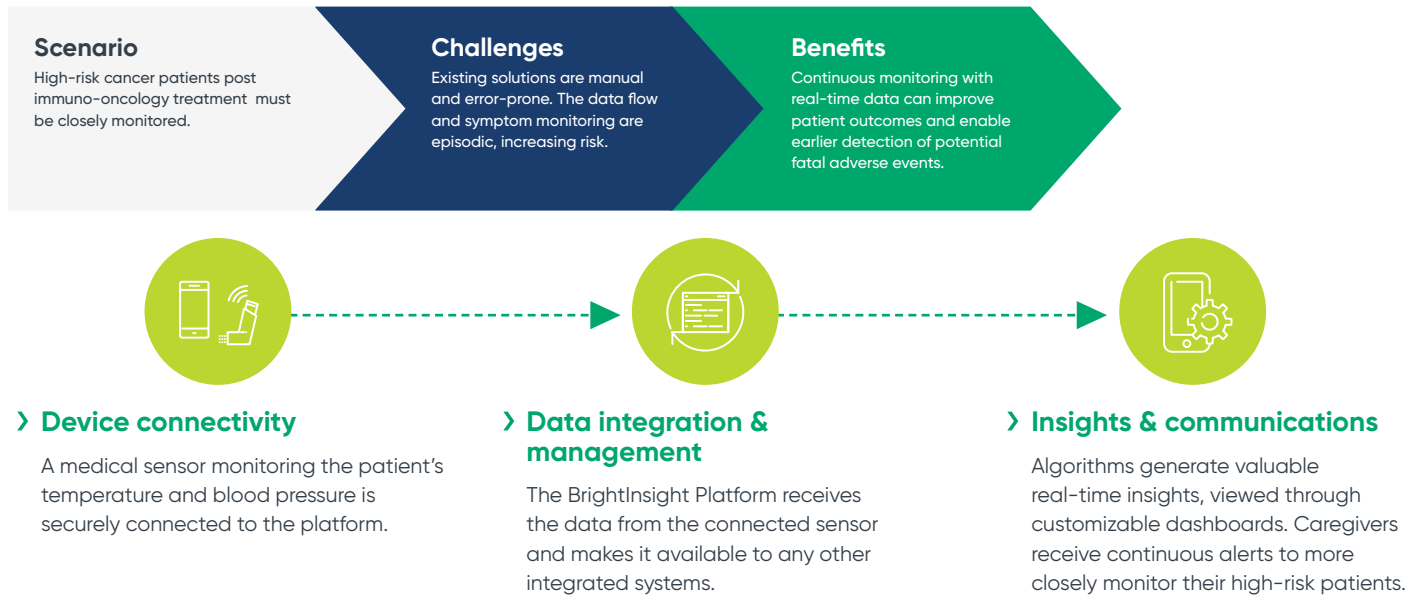 Scenario
High-risk cancer patients post
immuno-oncology treatment must
be closely monitored.
Challenges
Existing solutions are manual
and error-prone. The data flow
and symptom monitoring are
episodic, increasing risk.
Benefits
Continuous monitoring with
real-time data can improve
patient outcomes and enable
earlier detection of potential
fatal adverse events.
Device connectivity
A medical sensor monitoring the patient's
temperature and blood pressure is
securely connected to the platform.
Data integration &
management
The BrightInsight Platform receives
the data from the connected sensor
and makes it available to any other
integrated systems.
Insights & communications
Algorithms generate valuable
real-time insights, viewed through
customizable dashboards. Caregivers
receive continuous alerts to more
closely monitor their high-risk patients.